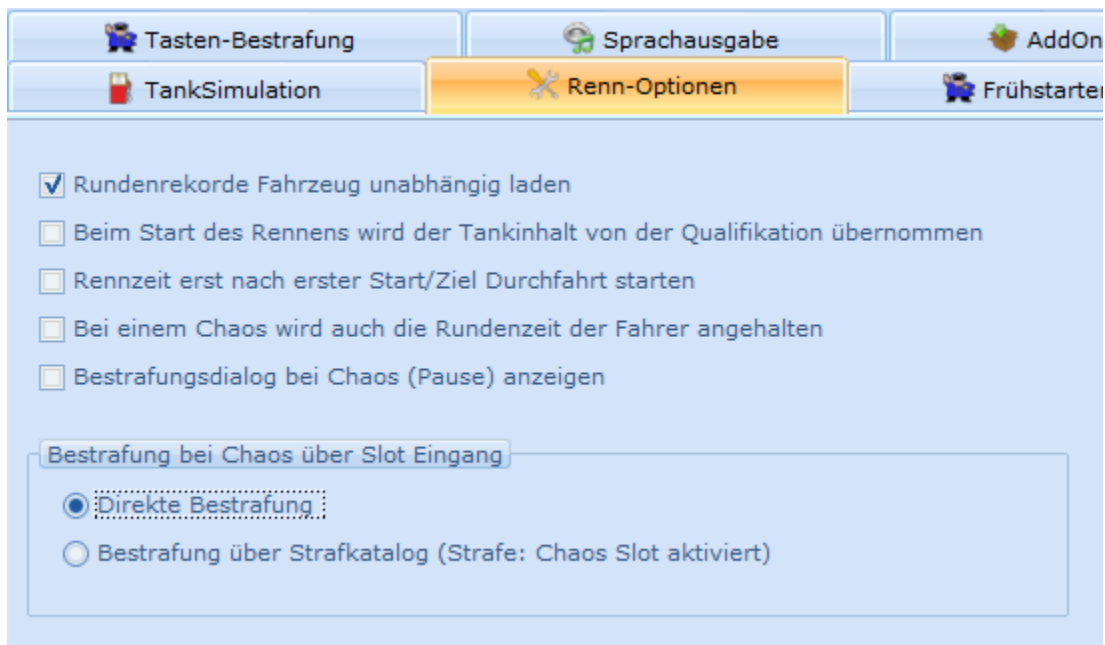 Tasten-Bestrafung
Sprachausgabe
AddOn
TankSimulation
Renn-Optionen
Frühstarter
Rundenrekorde Fahrzeug unabhängig laden
Beim Start des Rennens wird der Tankinhalt von der Qualifikation übernommen
Rennzeit erst nach erster Start/Ziel Durchfahrt starten
Bei einem Chaos wird auch die Rundenzeit der Fahrer angehalten
Bestrafungsdialog bei Chaos (Pause) anzeigen
Bestrafung bei Chaos über Slot Eingang
Direkte Bestrafung
Bestrafung über Strafkatalog (Strafe: Chaos Slot aktiviert)